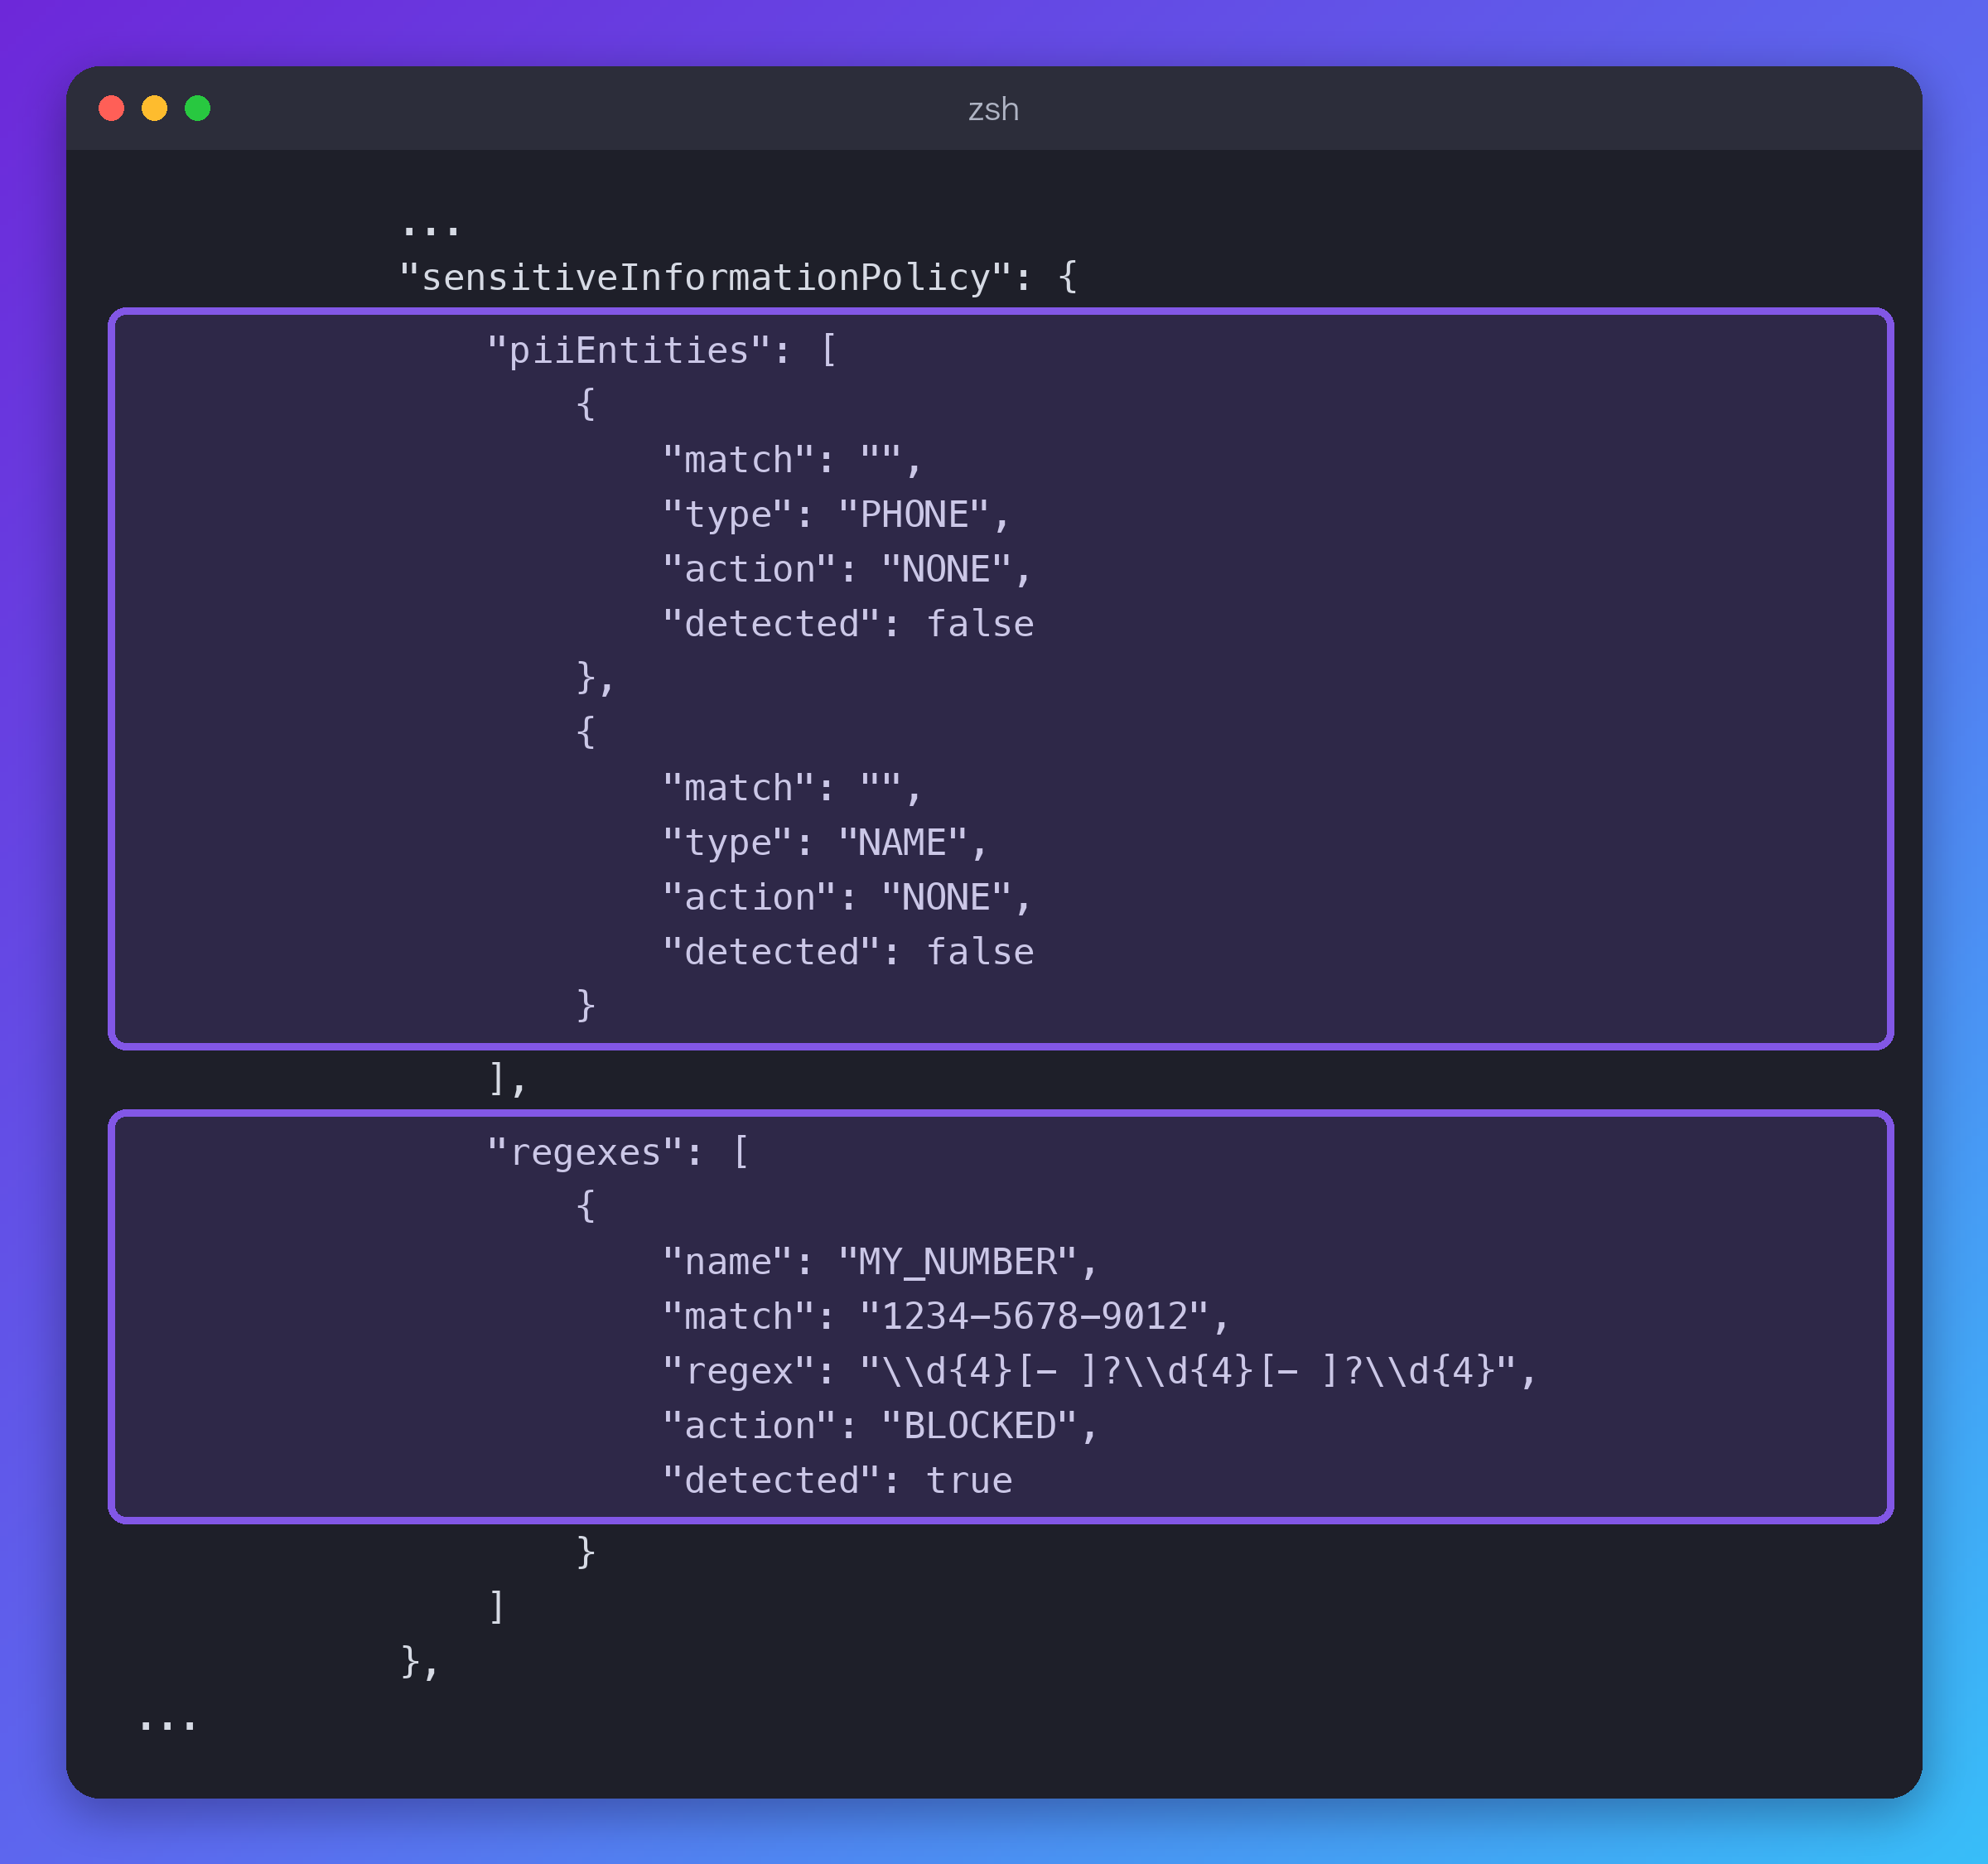 zsh
...
"sensitiveInformationPolicy": {
"piiEntities": [
{
"match": "",
"type": "PHONE",
"action": "NONE",
"detected": false
},
{
"match": "",
"type": "NAME",
"action": "NONE",
"detected": false
}
],
"regexes": [
{
"name": "MY_NUMBER",
"match": "1234-5678-9012",
"regex": "\\d{4}[- ]?\\d{4}[- ]?\\d{4}",
"action": "BLOCKED",
"detected": true
}
]
},
...